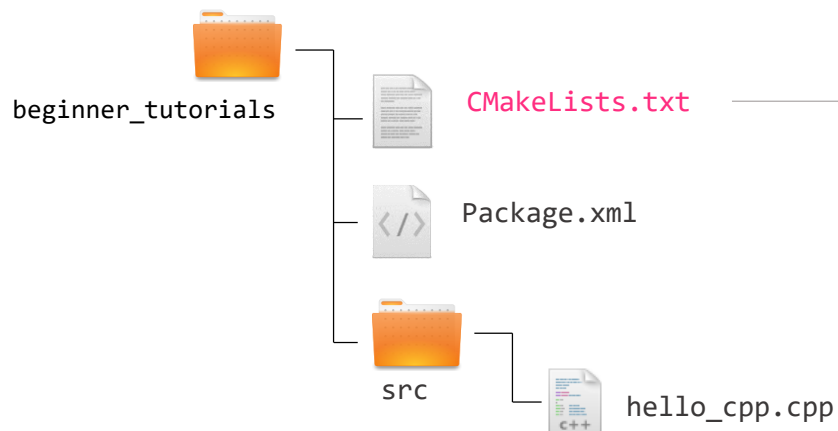 beginner_tutorials
CMakeLists.txt
</>
Package.xml
src
c++
hello_cpp.cpp